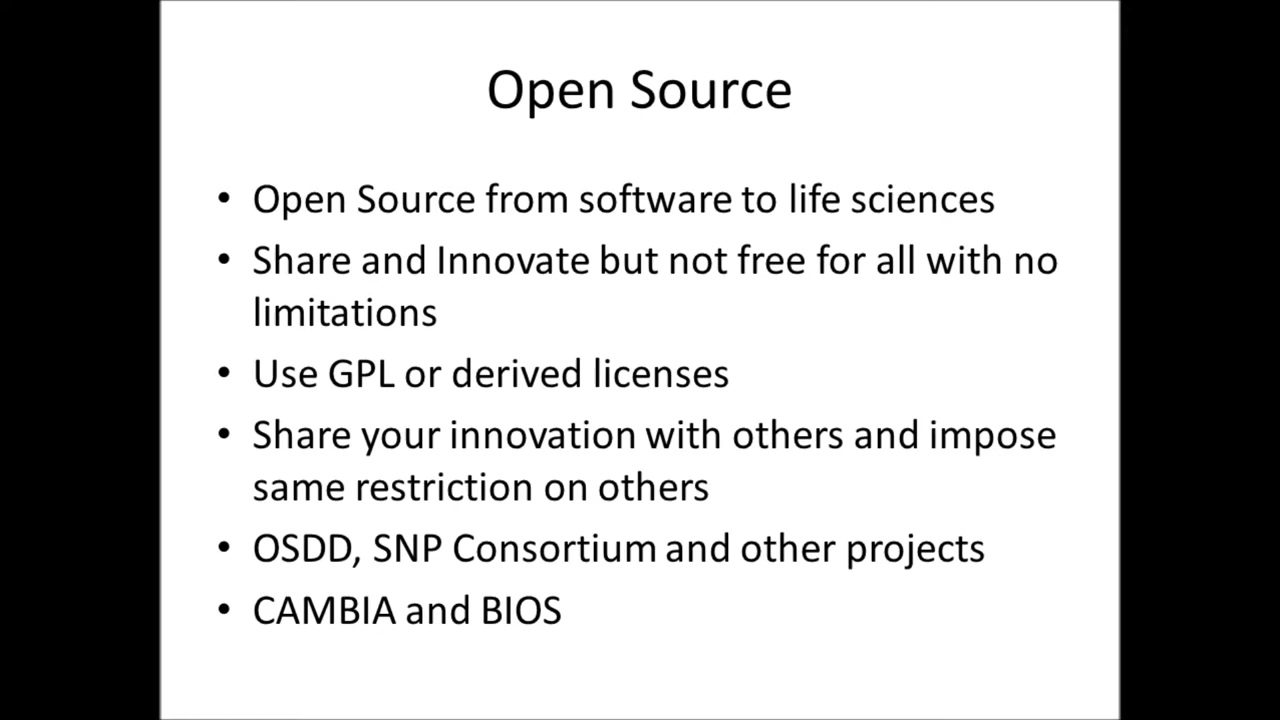 Open Source
• Open Source from software to life sciences
• Share and Innovate but not free for all with no
limitations
• Use GPL or derived licenses
• Share your innovation with others and impose
same restriction on others
• OSDD, SNP Consortium and other projects
• CAMBIA and BIOS